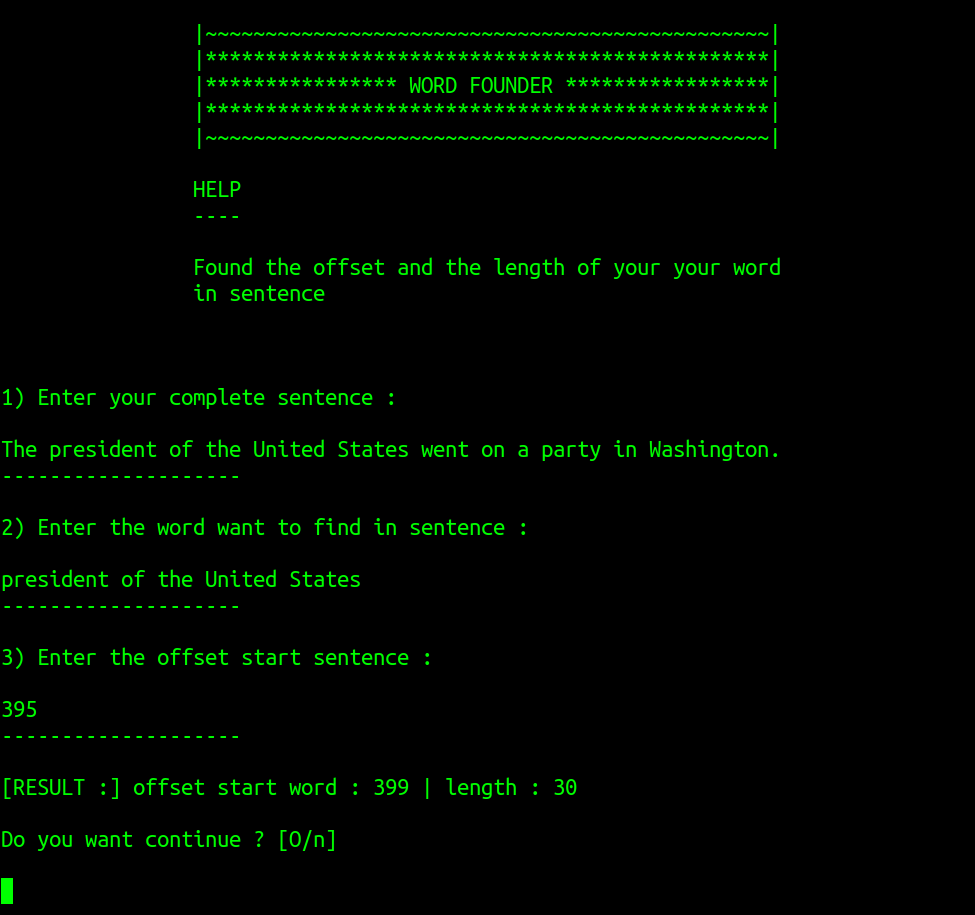 |~~~~~~~~~~~~~~~~~~~~~~~~~~~~~~~~~~~~~~~~~~~~~~~|
|***********************************************|
|**************** WORD FOUNDER *****************|
|***********************************************|
|~~~~~~~~~~~~~~~~~~~~~~~~~~~~~~~~~~~~~~~~~~~~~~~|
HELP
----
Found the offset and the length of your your word
in sentence
1) Enter your complete sentence :
The president of the United States went on a party in Washington.
--------------------
2) Enter the word want to find in sentence :
president of the United States
--------------------
3) Enter the offset start sentence :
395
--------------------
[RESULT :] offset start word : 399 | length : 30
Do you want continue ? [O/n]